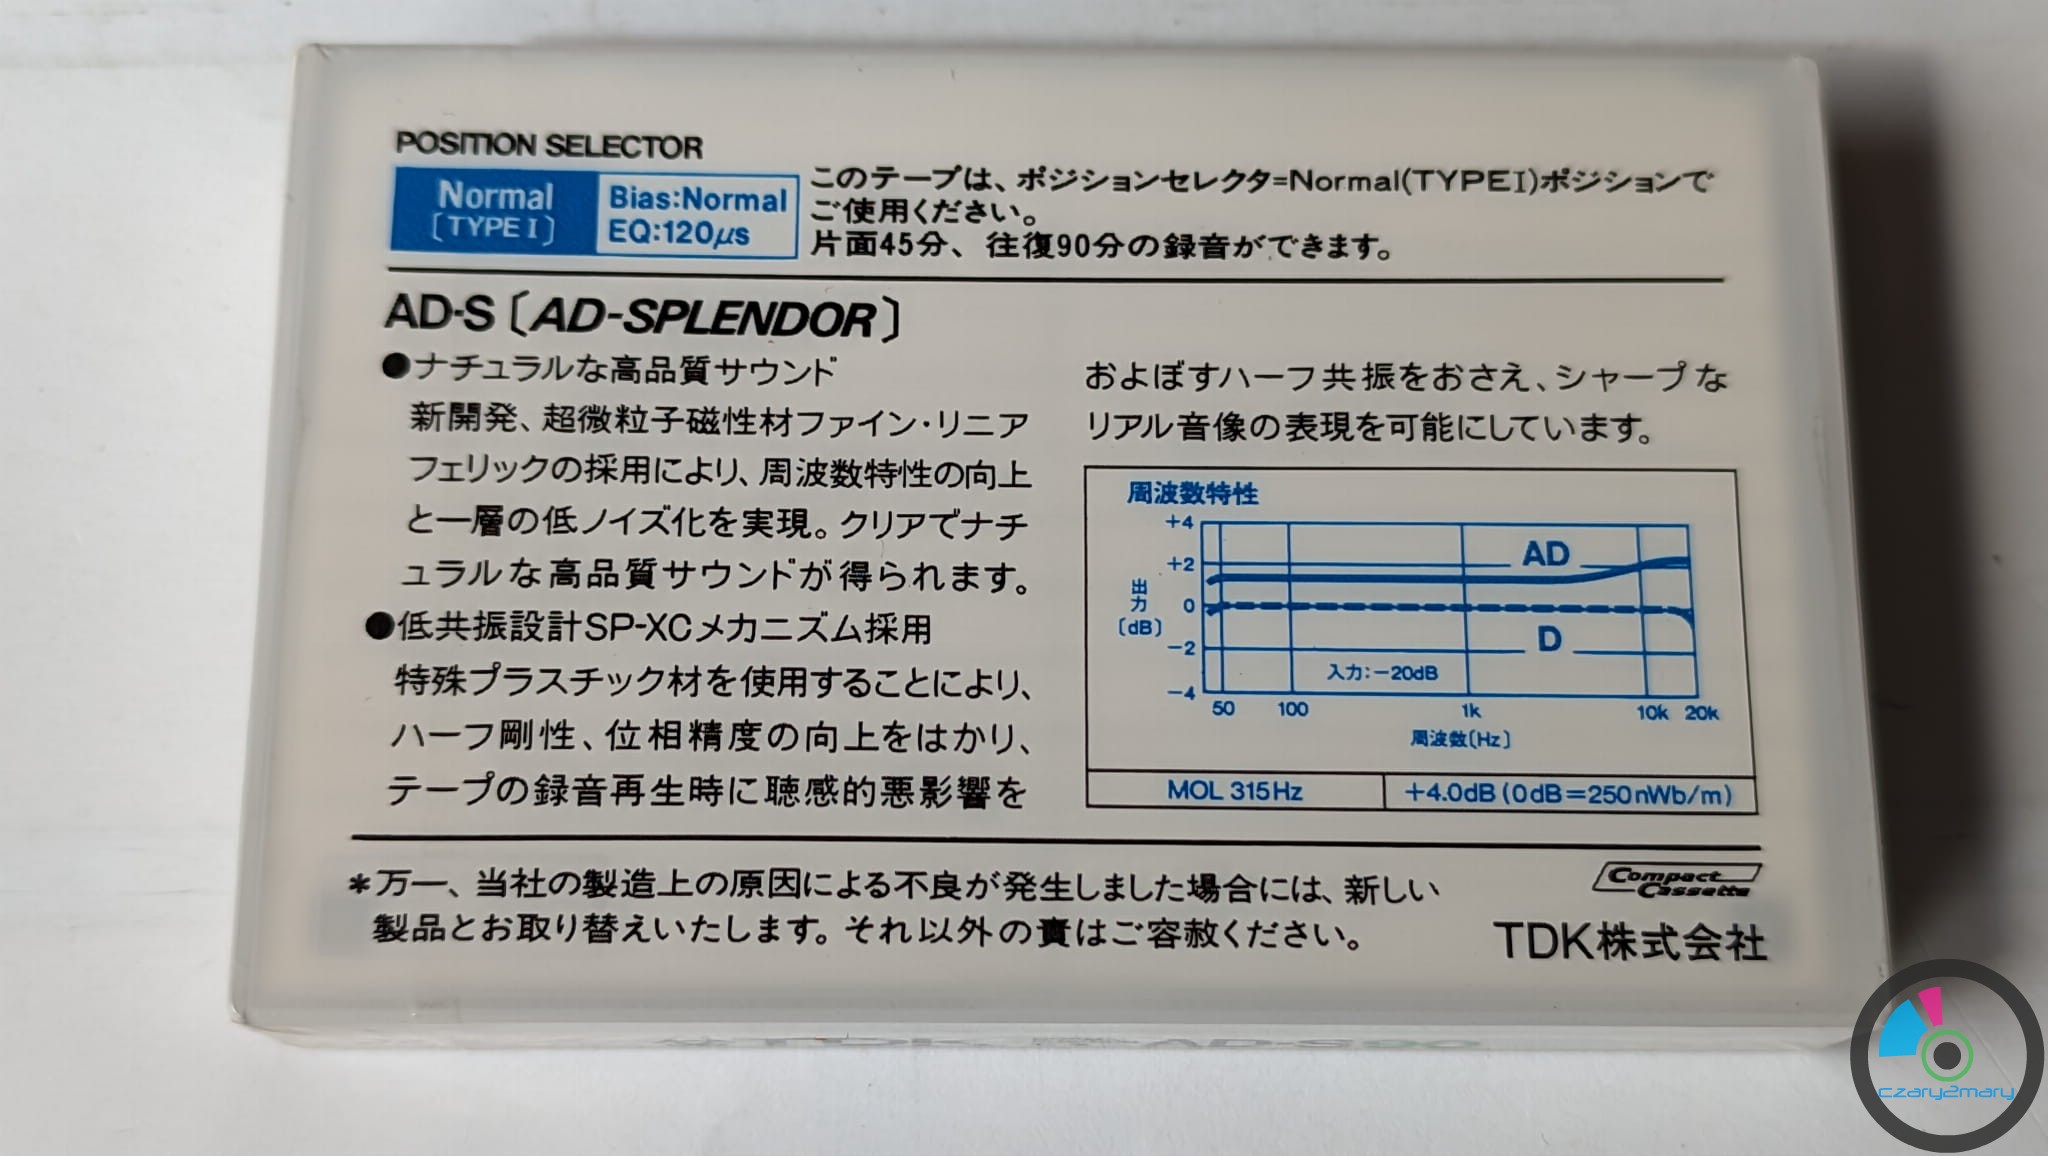 POSITION SELECTOR
Normal
〔TYPE I〕
Bias:Normal
EQ:120μs
このテープは、ポジションセレクタ=Normal(TYPEI)ポジションで
ご使用ください。
片面45分、往復90分の録音ができます。
AD-S〔AD-SPLENDOR〕
●ナチュラルな高品質サウンド
新開発、超微粒子磁性材ファイン・リニア
フェリックの採用により、周波数特性の向上
と一層の低ノイズ化を実現。クリアでナチ
ュラルな高品質サウンドが得られます。
●低共振設計SP-XCメカニズム採用
特殊プラスチック材を使用することにより、
ハーフ剛性、位相精度の向上をはかり、
テープの録音再生時に聴感的悪影響を
およぼすハーフ共振をおさえ、シャープな
リアル音像の表現を可能にしています。
周波数特性
+4
+2
0
-2
-4
出力
〔dB〕
AD
D
入力:-20dB
50 100 1k 10k 20k
周波数〔Hz〕
MOL 315Hz
+4.0dB(0dB=250nWb/m)
*万一、当社の製造上の原因による不良が発生しました場合には、新しい
製品とお取り替えいたします。それ以外の責はご容赦ください。
Compact
Cassette
TDK株式会社
czary2mary